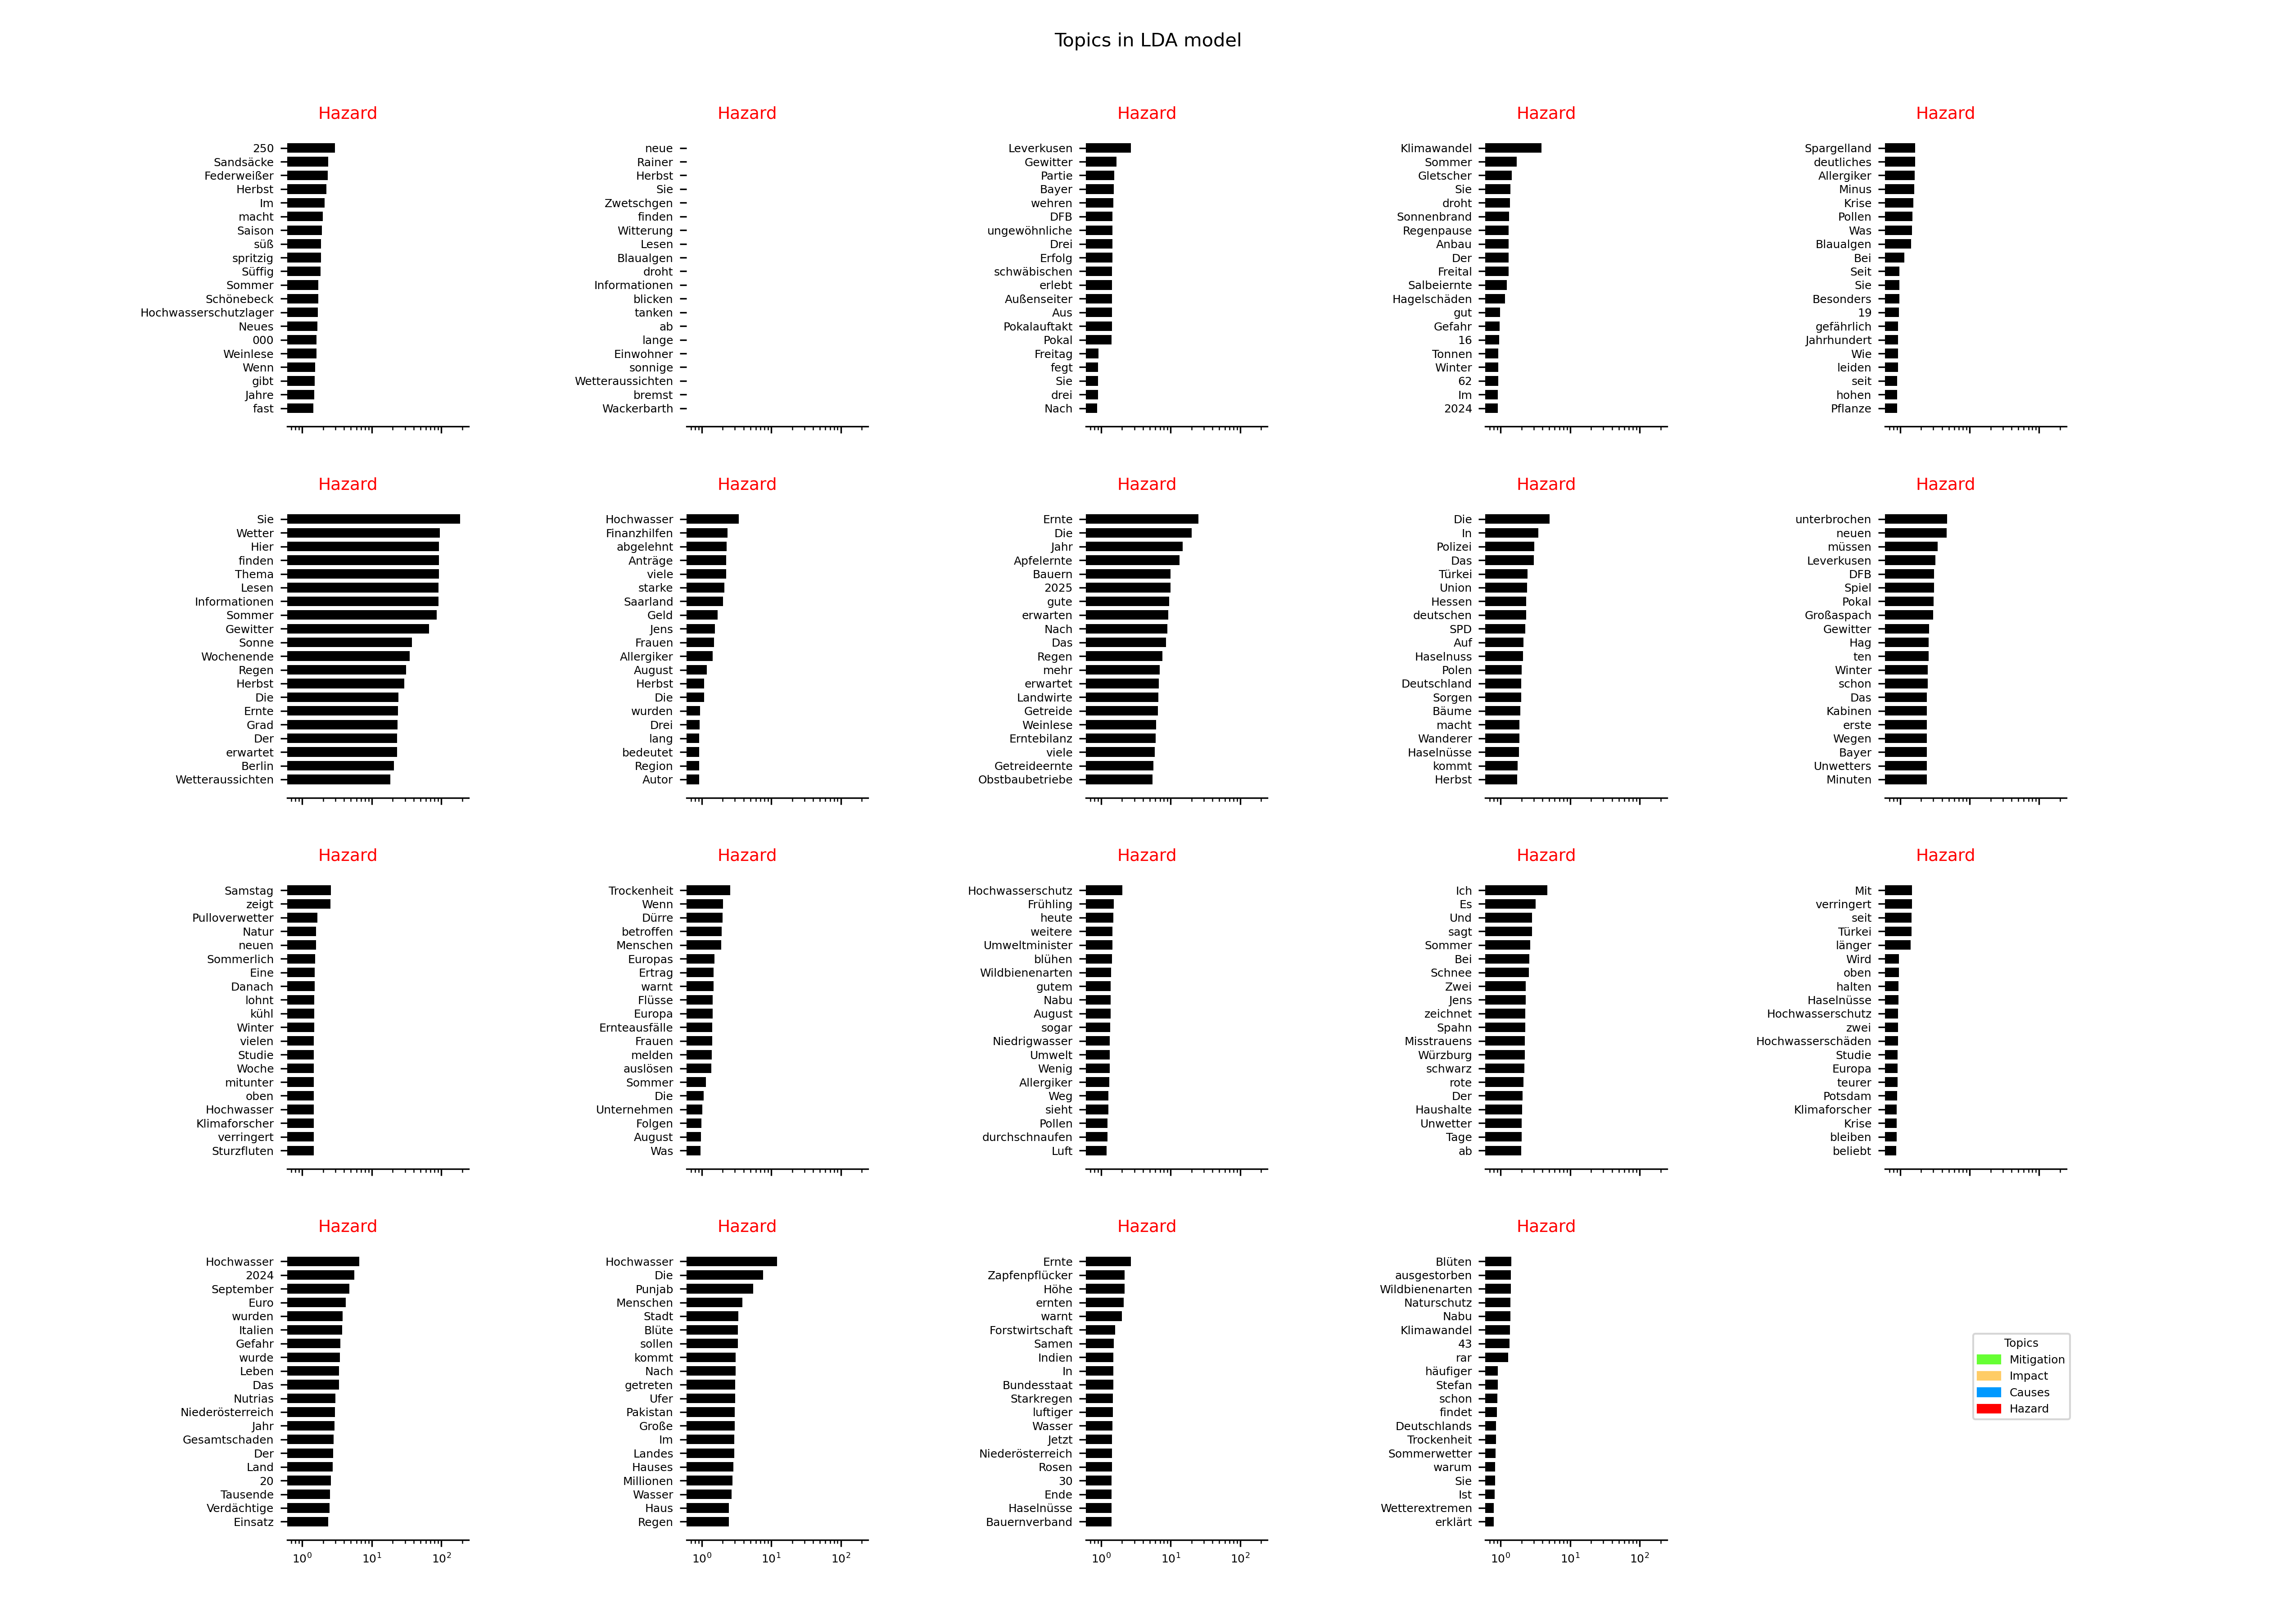 Topics in LDA model
Hazard
250
Sandsäcke
Federweißer
Herbst
Im
macht
Saison
süß
spritzig
Süffig
Sommer
Schönebeck
Hochwasserschutzlager
Neues
000
Weinlese
Wenn
gibt
Jahre
fast
Hazard
neue
Rainer
Herbst
Sie
Zwetschgen
finden
Witterung
Lesen
Blaualgen
droht
Informationen
blicken
tanken
ab
lange
Einwohner
sonnige
Wetteraussichten
bremst
Wackerbarth
Hazard
Leverkusen
Gewitter
Partie
Bayer
wehren
DFB
ungewöhnliche
Drei
Erfolg
schwäbischen
erlebt
Außenseiter
Aus
Pokalauftakt
Pokal
Freitag
fegt
Sie
drei
Nach
Hazard
Klimawandel
Sommer
Gletscher
Sie
droht
Sonnenbrand
Regenpause
Anbau
Der
Freital
Salbeiernte
Hagelschäden
gut
Gefahr
16
Tonnen
Winter
62
Im
2024
Hazard
Spargelland
deutliches
Allergiker
Minus
Krise
Pollen
Was
Blaualgen
Bei
Seit
Sie
Besonders
19
gefährlich
Jahrhundert
Wie
leiden
seit
hohen
Pflanze
Hazard
Sie
Wetter
Hier
finden
Thema
Lesen
Informationen
Sommer
Gewitter
Sonne
Wochenende
Regen
Herbst
Die
Ernte
Grad
Der
erwartet
Berlin
Wetteraussichten
Hazard
Hochwasser
Finanzhilfen
abgelehnt
Anträge
viele
starke
Saarland
Geld
Jens
Frauen
Allergiker
August
Herbst
Die
wurden
Drei
lang
bedeutet
Region
Autor
Hazard
Ernte
Die
Jahr
Apfelernte
Bauern
2025
gute
erwarten
Nach
Das
Regen
mehr
erwartet
Landwirte
Getreide
Weinlese
Erntebilanz
viele
Getreideernte
Obstbaubetriebe
Hazard
Die
In
Polizei
Das
Türkei
Union
Hessen
deutschen
SPD
Auf
Haselnuss
Polen
Deutschland
Sorgen
Bäume
macht
Wanderer
Haselnüsse
kommt
Herbst
Hazard
unterbrochen
neuen
müssen
Leverkusen
DFB
Spiel
Pokal
Großaspach
Gewitter
Hag
ten
Winter
schon
Das
Kabinen
erste
Wegen
Bayer
Unwetters
Minuten
Hazard
Samstag
zeigt
Pulloverwetter
Natur
neuen
Sommerlich
Eine
Danach
lohnt
kühl
Winter
vielen
Studie
Woche
mitunter
oben
Hochwasser
Klimaforscher
verringert
Sturzfluten
Hazard
Trockenheit
Wenn
Dürre
betroffen
Menschen
Europas
Ertrag
warnt
Flüsse
Europa
Ernteausfälle
Frauen
melden
auslösen
Sommer
Die
Unternehmen
Folgen
August
Was
Hazard
Hochwasserschutz
Frühling
heute
weitere
Umweltminister
blühen
Wildbienenarten
gutem
Nabu
August
sogar
Niedrigwasser
Umwelt
Wenig
Allergiker
Weg
sieht
Pollen
durchschnaufen
Luft
Hazard
Ich
Es
Und
sagt
Sommer
Bei
Schnee
Zwei
Jens
zeichnet
Spahn
Misstrauens
Würzburg
schwarz
rote
Der
Haushalte
Unwetter
Tage
ab
Hazard
Mit
verringert
seit
Türkei
länger
Wird
oben
halten
Haselnüsse
Hochwasserschutz
zwei
Hochwasserschäden
Studie
Europa
teurer
Potsdam
Klimaforscher
Krise
bleiben
beliebt
Hazard
Hochwasser
2024
September
Euro
wurden
Italien
Gefahr
wurde
Leben
Das
Nutrias
Niederösterreich
Jahr
Gesamtschaden
Der
Land
20
Tausende
Verdächtige
Einsatz
10⁰ 10¹ 10²
Hazard
Hochwasser
Die
Punjab
Menschen
Stadt
Blüte
sollen
kommt
Nach
getreten
Ufer
Pakistan
Große
Im
Landes
Hauses
Millionen
Wasser
Haus
Regen
10⁰ 10¹ 10²
Hazard
Ernte
Zapfenpflücker
Höhe
ernten
warnt
Forstwirtschaft
Samen
Indien
In
Bundesstaat
Starkregen
luftiger
Wasser
Jetzt
Niederösterreich
Rosen
30
Ende
Haselnüsse
Bauernverband
10⁰ 10¹ 10²
Hazard
Blüten
ausgestorben
Wildbienenarten
Naturschutz
Nabu
Klimawandel
43
rar
häufiger
Stefan
schon
findet
Deutschlands
Trockenheit
Sommerwetter
warum
Sie
Ist
Wetterextremen
erklärt
10⁰ 10¹ 10²
Topics
Mitigation
Impact
Causes
Hazard